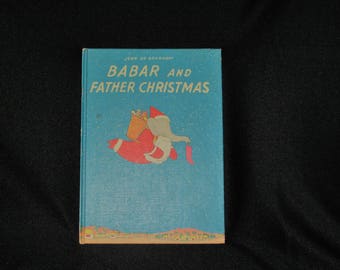 JEAN DE BRUNHOFF
BABAR AND
FATHER CHRISTMAS